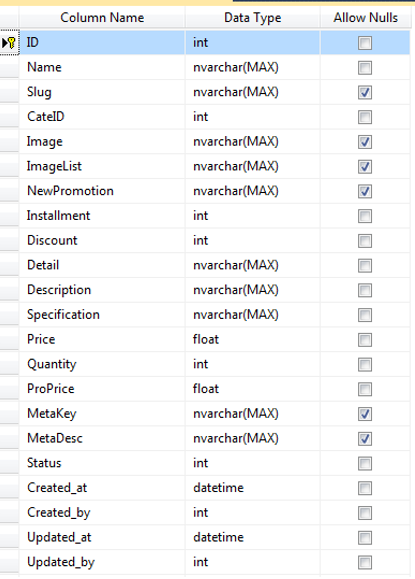 Column Name Data Type Allow Nulls
ID int
Name nvarchar(MAX)
Slug nvarchar(MAX)
CateID int
Image nvarchar(MAX)
ImageList nvarchar(MAX)
NewPromotion nvarchar(MAX)
Installment int
Discount int
Detail nvarchar(MAX)
Description nvarchar(MAX)
Specification nvarchar(MAX)
Price float
Quantity int
ProPrice float
MetaKey nvarchar(MAX)
MetaDesc nvarchar(MAX)
Status int
Created_at datetime
Created_by int
Updated_at datetime
Updated_by int